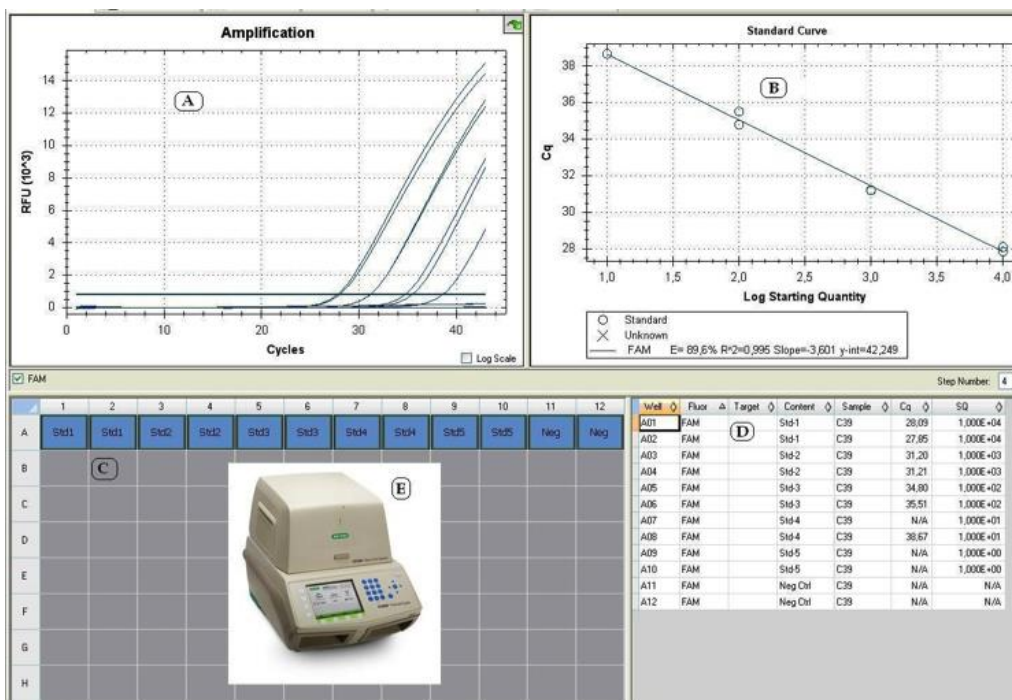 Amplification
A
14
12
10
8
6
4
2
0
RFU (10^3)
0 10 20 30 40
Cycles
Log Scale
Standard Curve
B
38
36
34
32
30
28
Cq
1,0 1,5 2,0 2,5 3,0 3,5 4,0
Log Starting Quantity
Standard
Unknown
FAM E= 89,6% R^2=0,995 Slope=-3,601 y-int=42,249
FAM
Step Number: 4
1 2 3 4 5 6 7 8 9 10 11 12
A Std1 Std1 Std2 Std2 Std3 Std3 Std4 Std4 Std5 Std5 Neg Neg
B
C
D
E
F
G
H
C
E
BIO RAD
Well Fluor Target Content Sample Cq SQ
D
A01 FAM Std-1 C39 28,09 1,000E+04
A02 FAM Std-1 C39 27,85 1,000E+04
A03 FAM Std-2 C39 31,20 1,000E+03
A04 FAM Std-2 C39 31,21 1,000E+03
A05 FAM Std-3 C39 34,80 1,000E+02
A06 FAM Std-3 C39 35,51 1,000E+02
A07 FAM Std-4 C39 N/A 1,000E+01
A08 FAM Std-4 C39 38,67 1,000E+01
A09 FAM Std-5 C39 N/A 1,000E+00
A10 FAM Std-5 C39 N/A 1,000E+00
A11 FAM Neg Ctrl C39 N/A N/A
A12 FAM Neg Ctrl C39 N/A N/A